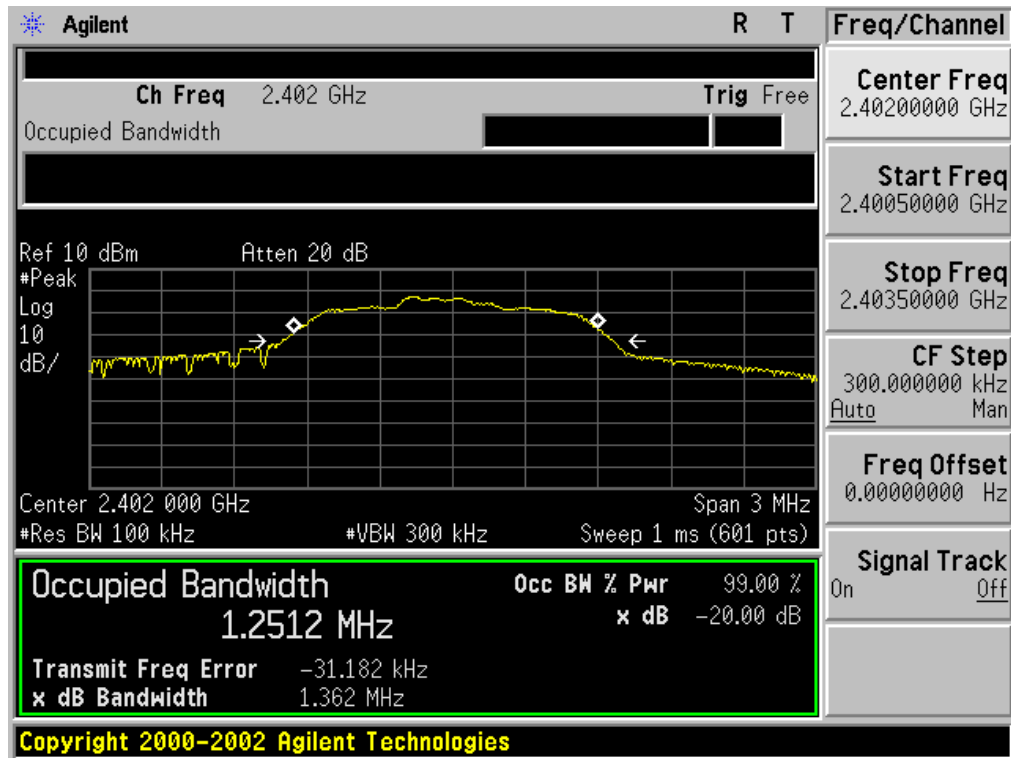 Agilent R T
Ch Freq 2.402 GHz Trig Free
Occupied Bandwidth
Ref 10 dBm Atten 20 dB
#Peak
Log
10
dB/
Center 2.402 000 GHz Span 3 MHz
#Res BW 100 kHz #VBW 300 kHz Sweep 1 ms (601 pts)
Occupied Bandwidth Occ BW % Pwr 99.00 %
1.2512 MHz x dB -20.00 dB
Transmit Freq Error -31.182 kHz
x dB Bandwidth 1.362 MHz
Copyright 2000-2002 Agilent Technologies
Freq/Channel
Center Freq
2.40200000 GHz
Start Freq
2.40050000 GHz
Stop Freq
2.40350000 GHz
CF Step
300.000000 kHz
Auto Man
Freq Offset
0.00000000 Hz
Signal Track
On Off